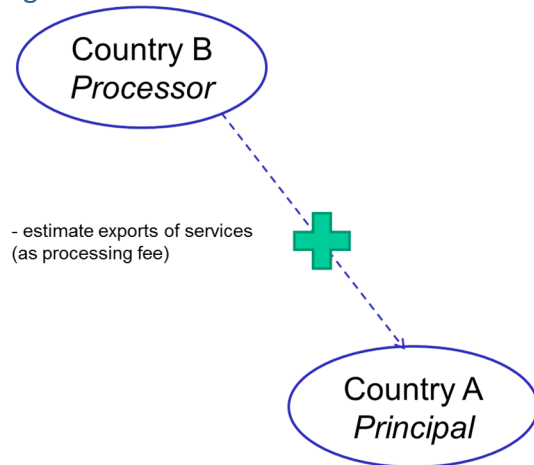 Country B
Processor
- estimate exports of services
(as processing fee)
Country A
Principal